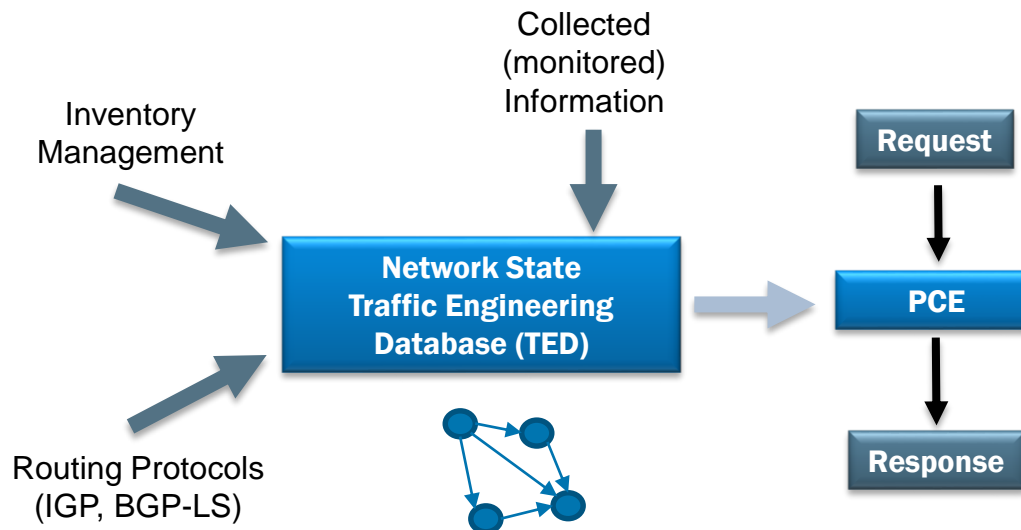 Collected
(monitored)
Information
Inventory
Management
Request
Network State
Traffic Engineering
Database (TED)
PCE
Routing Protocols
(IGP, BGP-LS)
Response